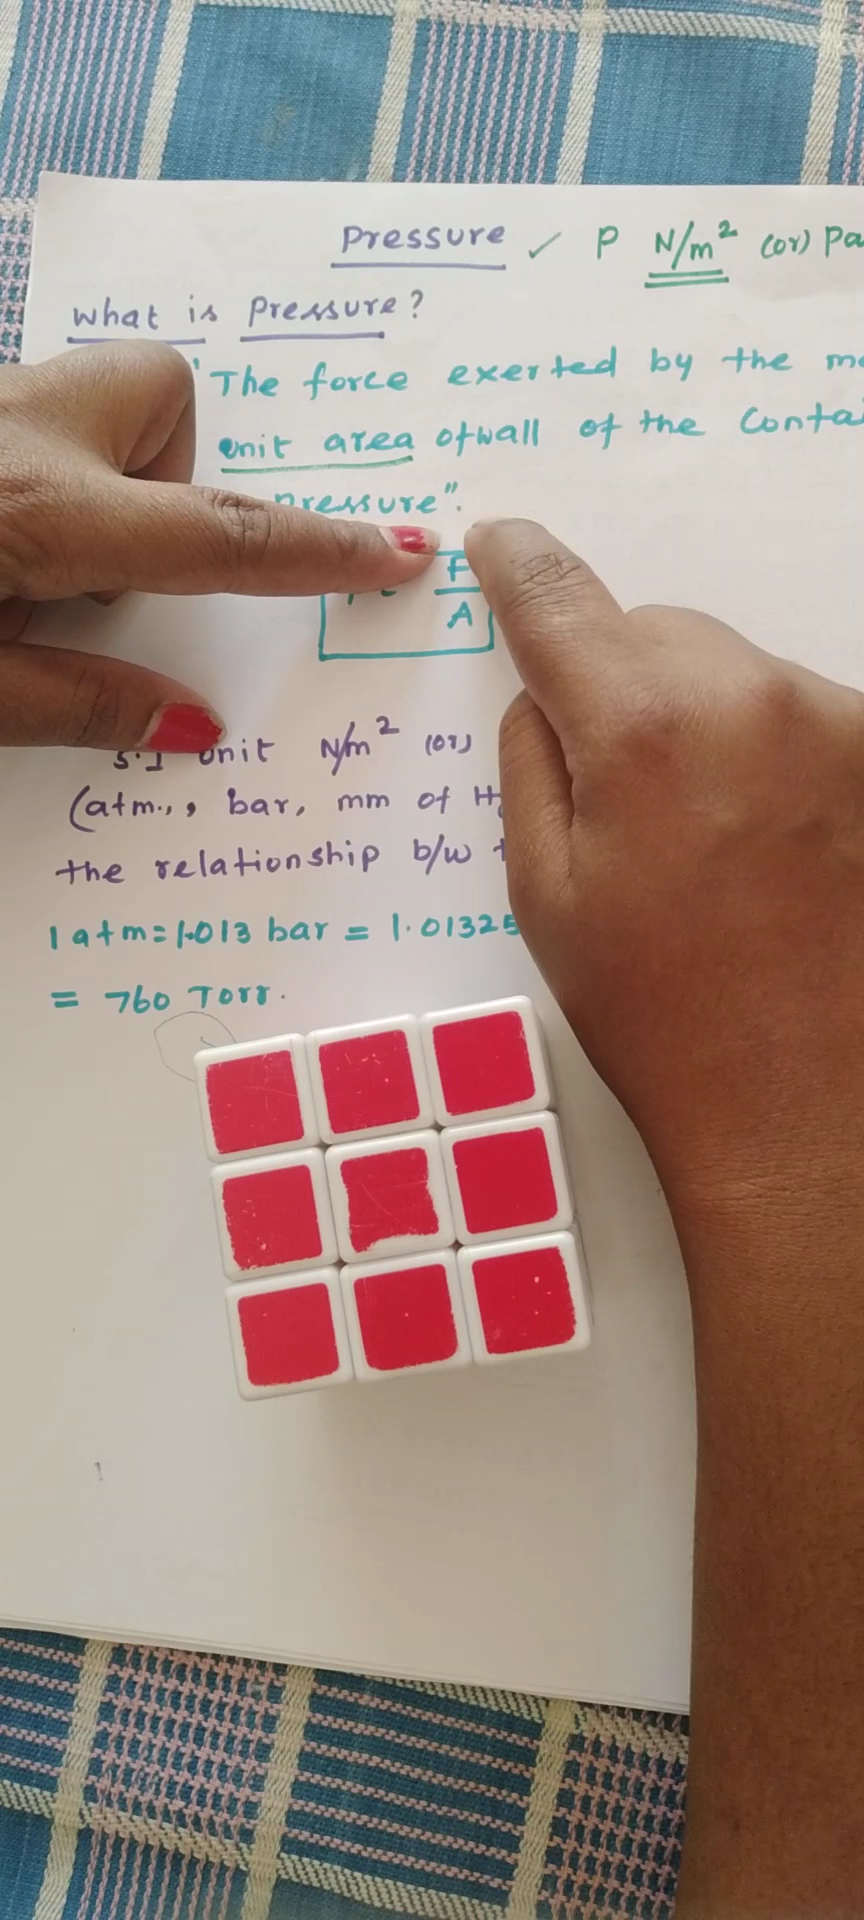 Pressure ✓ P N/m² (or) Pa
What is Pressure?
"The force exerted by the
unit area of wall of the
Pressure".
F
A
S.I Unit N/m² (or)
(atm., bar, mm of
the relationship b/w
1 atm = 1.013 bar = 1.01325
= 760 Torr.